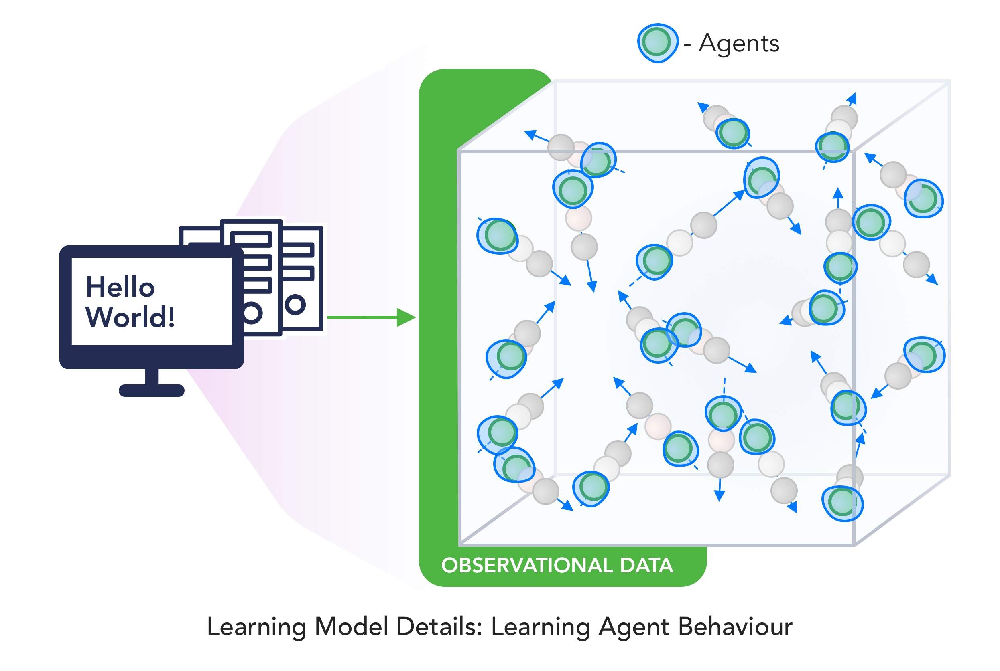 - Agents
Hello
World!
OBSERVATIONAL DATA
Learning Model Details: Learning Agent Behaviour